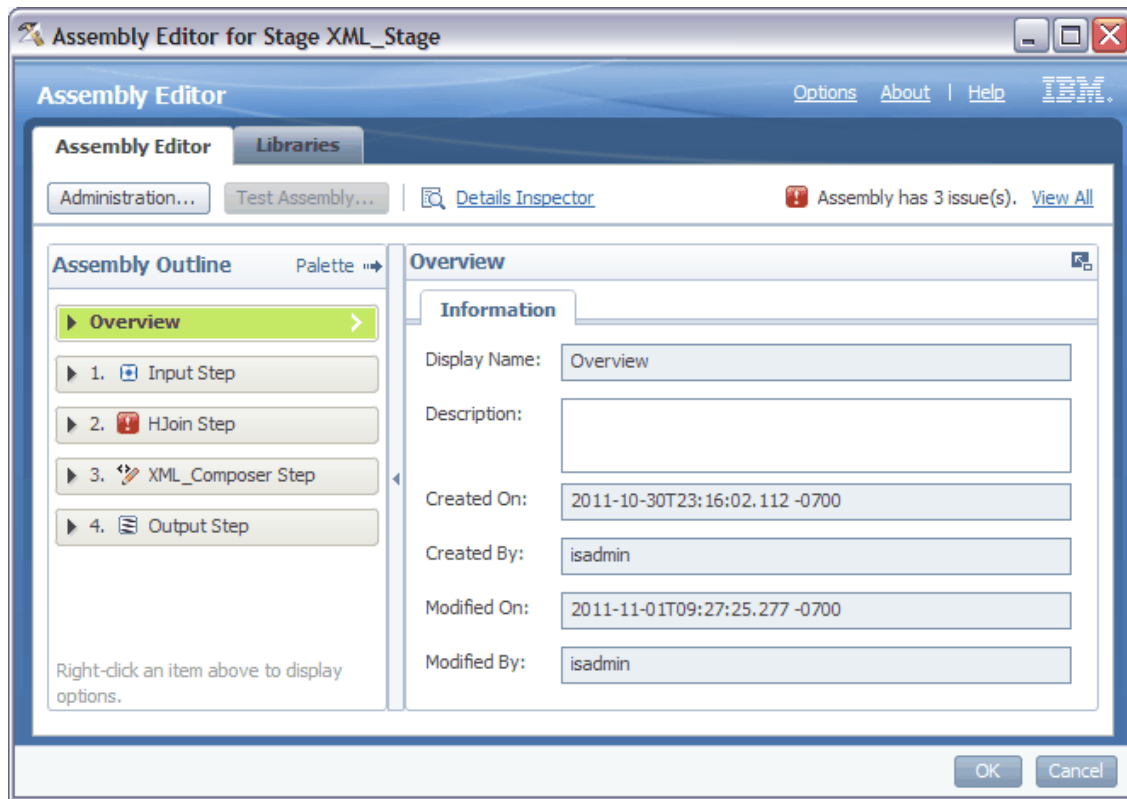 Assembly Editor for Stage XML_Stage
Assembly Editor
Options About | Help IBM.
Assembly Editor Libraries
Administration... Test Assembly... Details Inspector Assembly has 3 issue(s). View All
Assembly Outline Palette
Overview
1. Input Step
2. HJoin Step
3. XML_Composer Step
4. Output Step
Right-click an item above to display
options.
Overview
Information
Display Name: Overview
Description:
Created On: 2011-10-30T23:16:02.112 -0700
Created By: isadmin
Modified On: 2011-11-01T09:27:25.277 -0700
Modified By: isadmin
OK Cancel